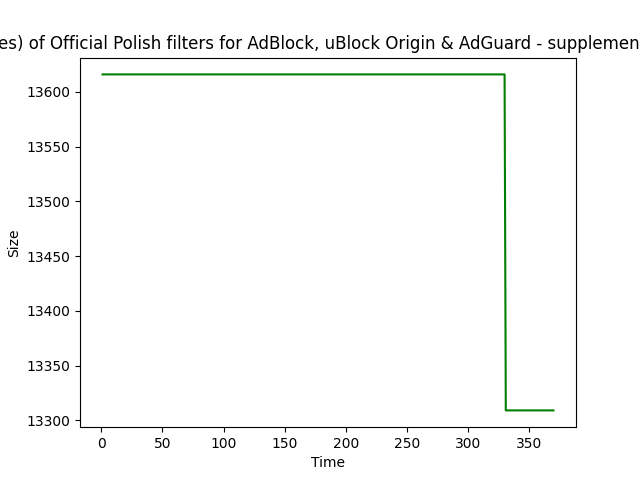 es) of Official Polish filters for AdBlock, uBlock Origin & AdGuard - supplemen
13600
13550
13500
13450
13400
13350
13300
Size
0 50 100 150 200 250 300 350
Time